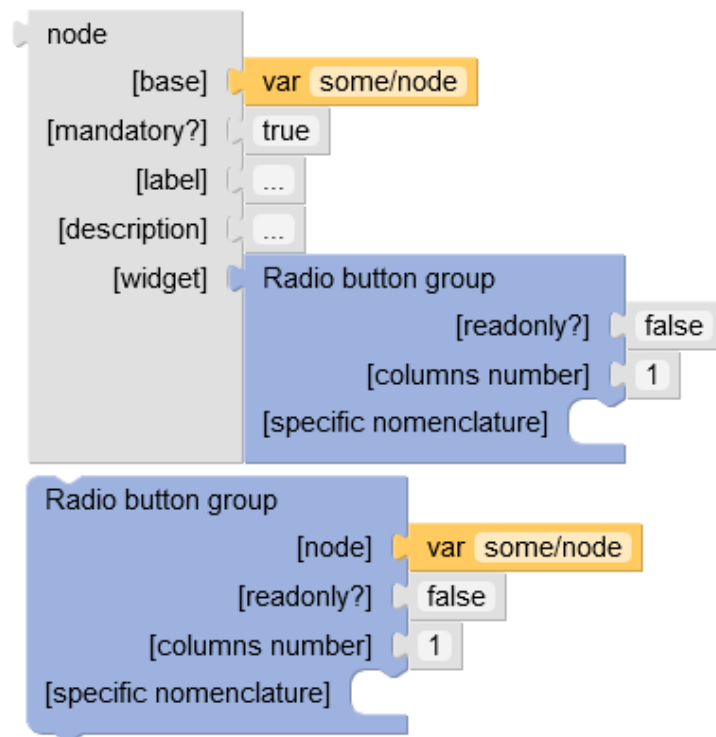 node
[base] var some/node
[mandatory?] true
[label] ...
[description] ...
[widget] Radio button group
[readonly?] false
[columns number] 1
[specific nomenclature]
Radio button group
[node] var some/node
[readonly?] false
[columns number] 1
[specific nomenclature]